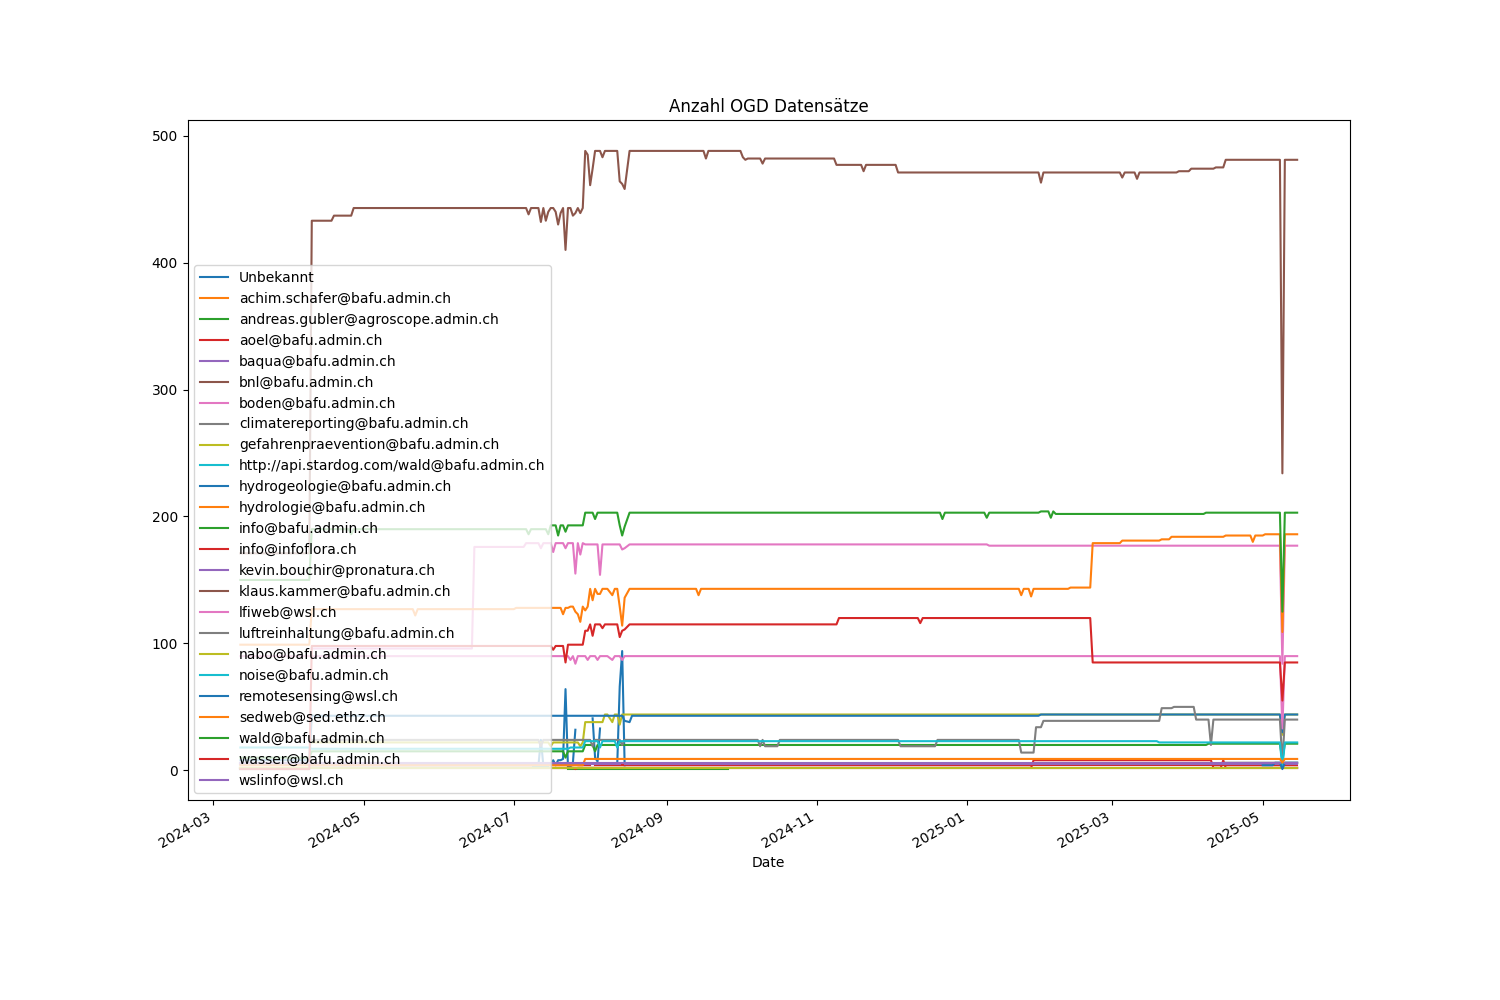 Anzahl OGD Datensätze
500
400
300
200
100
0
Unbekannt
achim.schafer@bafu.admin.ch
andreas.gubler@agroscope.admin.ch
aoel@bafu.admin.ch
baqua@bafu.admin.ch
bnl@bafu.admin.ch
boden@bafu.admin.ch
climatereporting@bafu.admin.ch
gefahrenpraevention@bafu.admin.ch
http://api.stardog.com/wald@bafu.admin.ch
hydrogeologie@bafu.admin.ch
hydrologie@bafu.admin.ch
info@bafu.admin.ch
info@infoflora.ch
kevin.bouchir@pronatura.ch
klaus.kammer@bafu.admin.ch
lfiweb@wsl.ch
luftreinhaltung@bafu.admin.ch
nabo@bafu.admin.ch
noise@bafu.admin.ch
remotesensing@wsl.ch
sedweb@sed.ethz.ch
wald@bafu.admin.ch
wasser@bafu.admin.ch
wslinfo@wsl.ch
2024-03
2024-05
2024-07
2024-09
2024-11
2025-01
2025-03
2025-05
Date